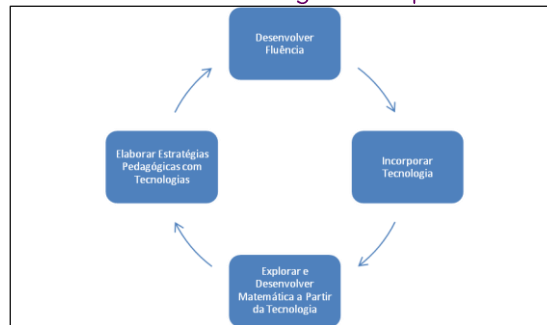 Desenvolver
Fluência
Incorporar
Tecnologia
Explorar e
Desenvolver
Matemática a Partir
da Tecnologia
Elaborar Estratégias
Pedagógicas com
Tecnologias